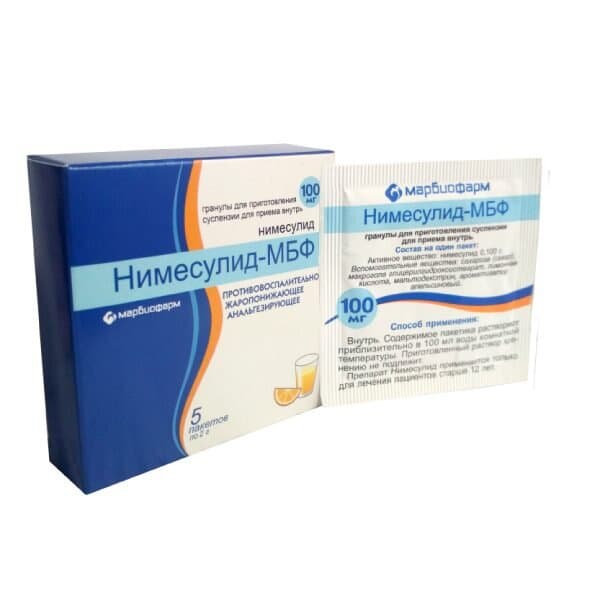 100 мг
гранулы для приготовления
суспензии для приема внутрь
нимесулид
Нимесулид-МБФ
ПРОТИВОВОСПАЛИТЕЛЬНОЕ
ЖАРОПОНИЖАЮЩЕЕ
АНАЛЬГЕЗИРУЮЩЕЕ
марбиофарм
5
пакетов
по 2 г
марбиофарм
Нимесулид-МБФ
гранулы для приготовления суспензии
для приема внутрь
Состав на один пакет:
Активное вещество: нимесулид 0,100 г
Вспомогательные вещества: сахароза (сахар),
макрогола глицерилгидроксистеарат, лимонная
кислота, мальтодекстрин, ароматизатор
апельсиновый.
100
мг
Способ применения:
Внутрь. Содержимое пакетика растворяют
приблизительно в 100 мл воды комнатной
температуры. Приготовленный раствор хра-
нению не подлежит.
Препарат Нимесулид применяется только
для лечения пациентов старше 12 лет.